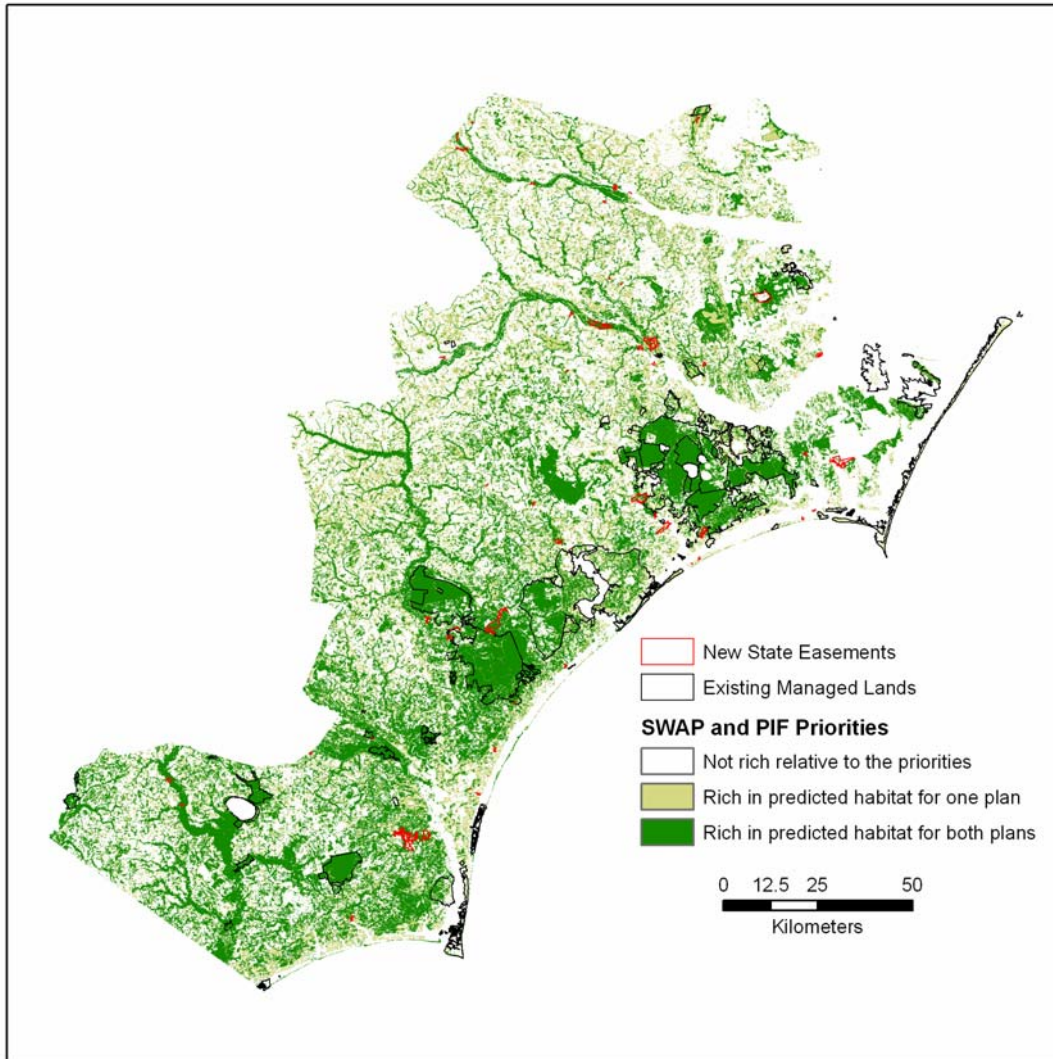 New State Easements
Existing Managed Lands
SWAP and PIF Priorities
Not rich relative to the priorities
Rich in predicted habitat for one plan
Rich in predicted habitat for both plans
0 12.5 25 50
Kilometers